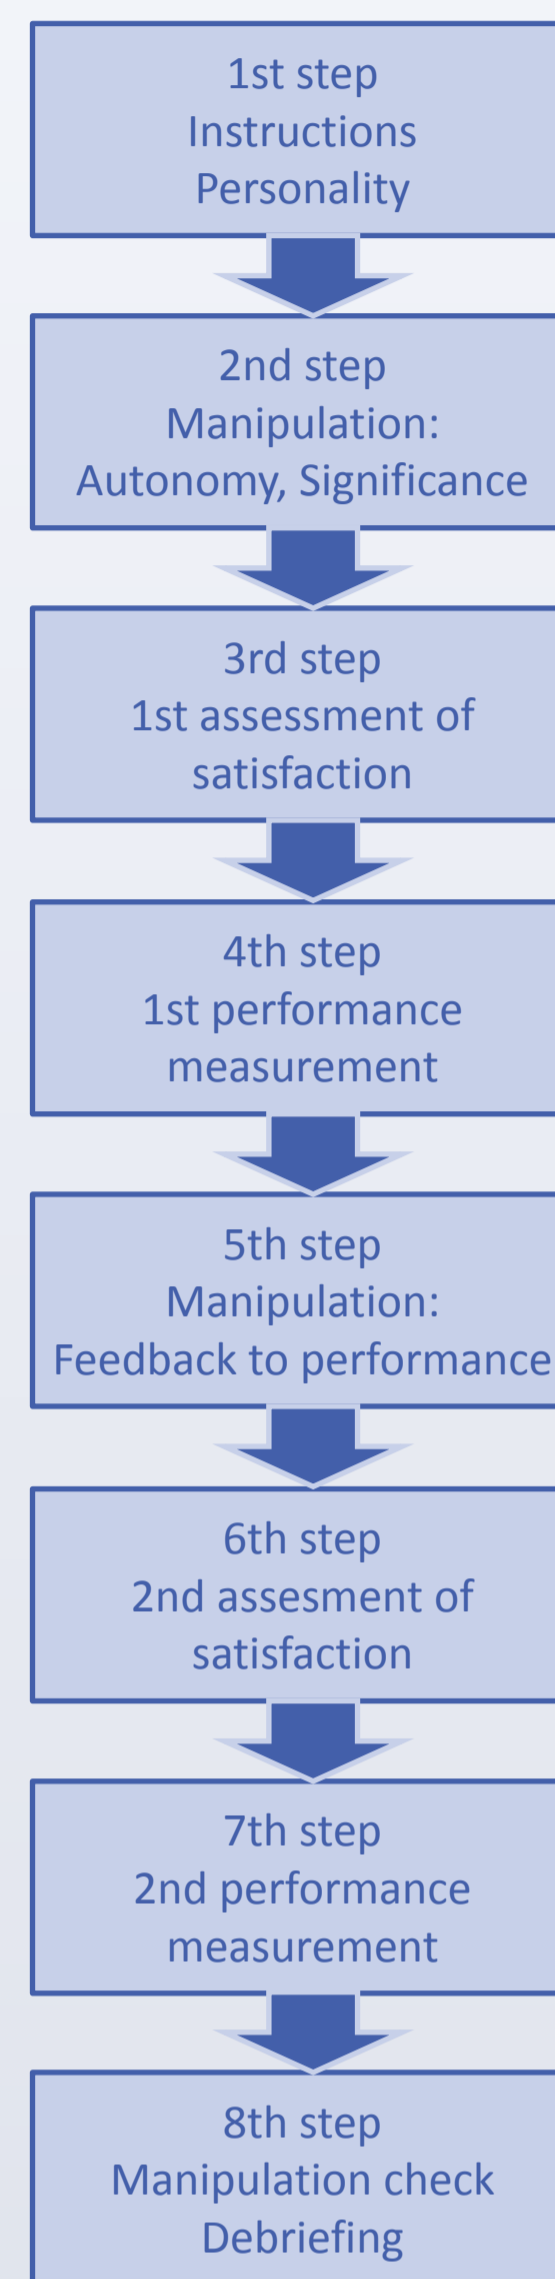 1st step
Instructions
Personality
2nd step
Manipulation:
Autonomy, Significance
3rd step
1st assessment of
satisfaction
4th step
1st performance
measurement
5th step
Manipulation:
Feedback to performance
6th step
2nd assesment of
satisfaction
7th step
2nd performance
measurement
8th step
Manipulation check
Debriefing